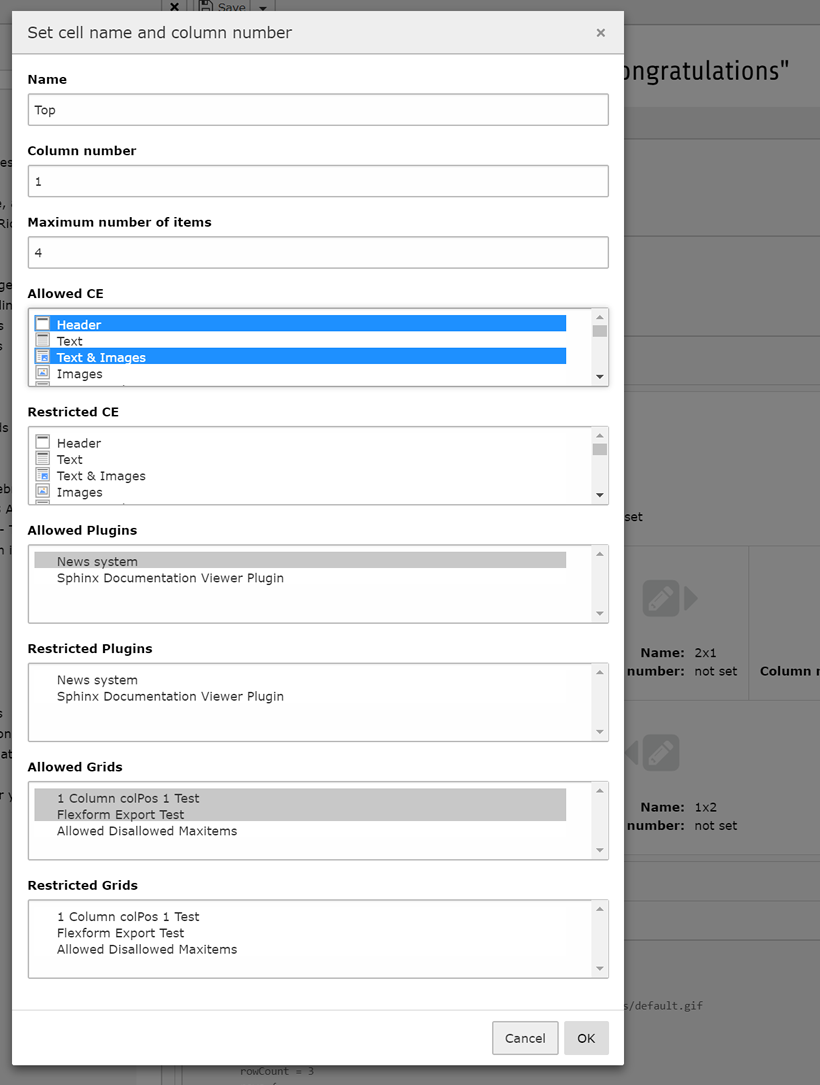 Save
Set cell name and column number
×
ongratulations"
Name
Top
Column number
1
Maximum number of items
4
Allowed CE
Header
Text
Text & Images
Images
Restricted CE
Header
Text
Text & Images
Images
set
Allowed Plugins
News system
Sphinx Documentation Viewer Plugin
Name: 2x1
number: not set
Column n
Restricted Plugins
News system
Sphinx Documentation Viewer Plugin
Allowed Grids
1 Column colPos 1 Test
Flexform Export Test
Allowed Disallowed Maxitems
Name: 1x2
number: not set
Restricted Grids
1 Column colPos 1 Test
Flexform Export Test
Allowed Disallowed Maxitems
s/default.gif
Cancel
OK
rowCount = 3